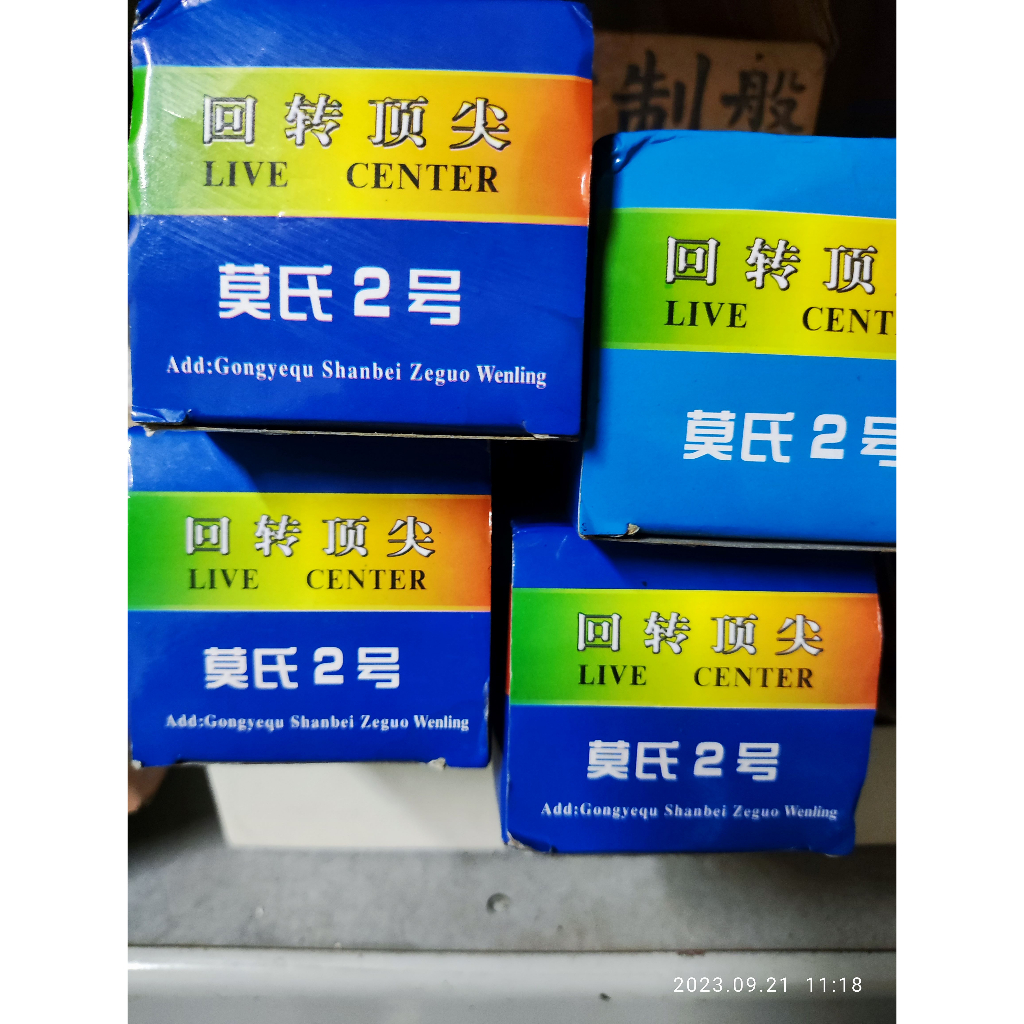 制般
回转顶尖
LIVE CENTER
莫氏2号
Add:Gongyequ Shanbei Zeguo Wenling
回转顶
LIVE CENT
莫氏2号
回转顶尖
LIVE CENTER
莫氏2号
Add:Gongyequ Shanbei Zeguo Wenling
回转顶尖
LIVE CENTER
莫氏2号
Add:Gongyequ Shanbei Zeguo Wenling
2023.09.21 11:18